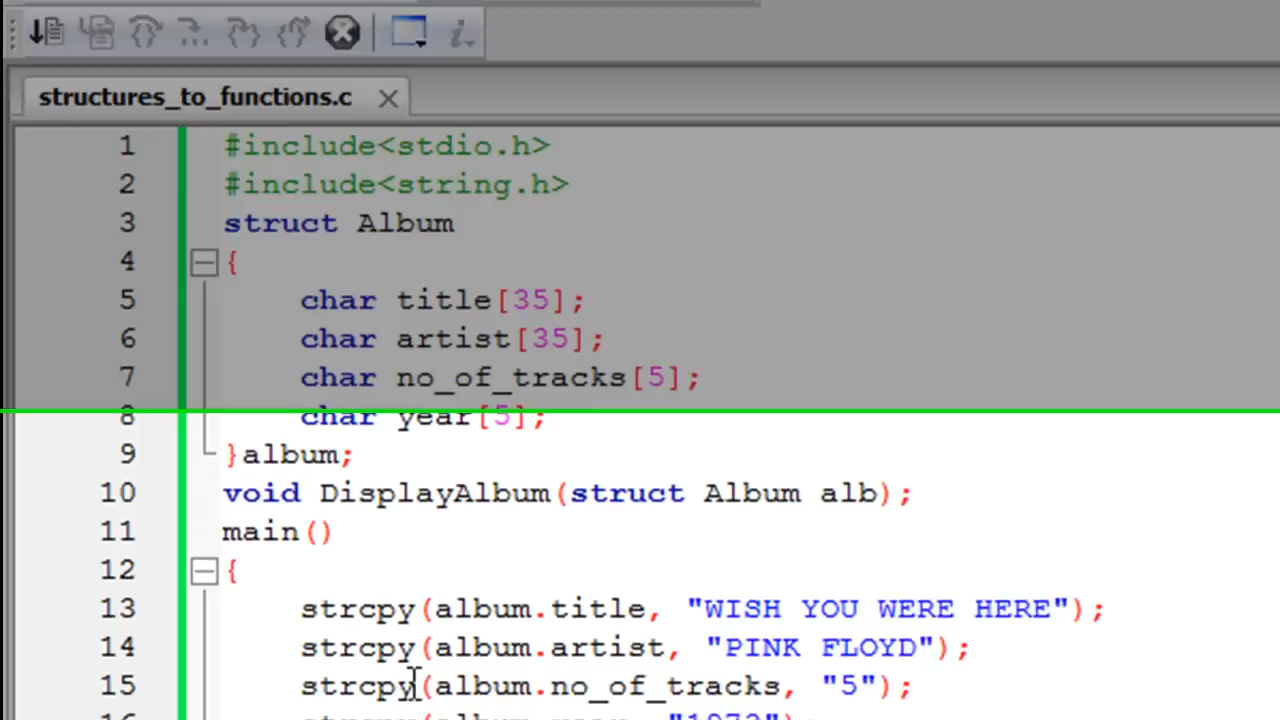 structures_to_functions.c
1 #include<stdio.h>
2 #include<string.h>
3 struct Album
4 {
5 char title[35];
6 char artist[35];
7 char no_of_tracks[5];
8 char year[5];
9 }album;
10 void DisplayAlbum(struct Album alb);
11 main()
12 {
13 strcpy(album.title, "WISH YOU WERE HERE");
14 strcpy(album.artist, "PINK FLOYD");
15 strcpy(album.no_of_tracks, "5");